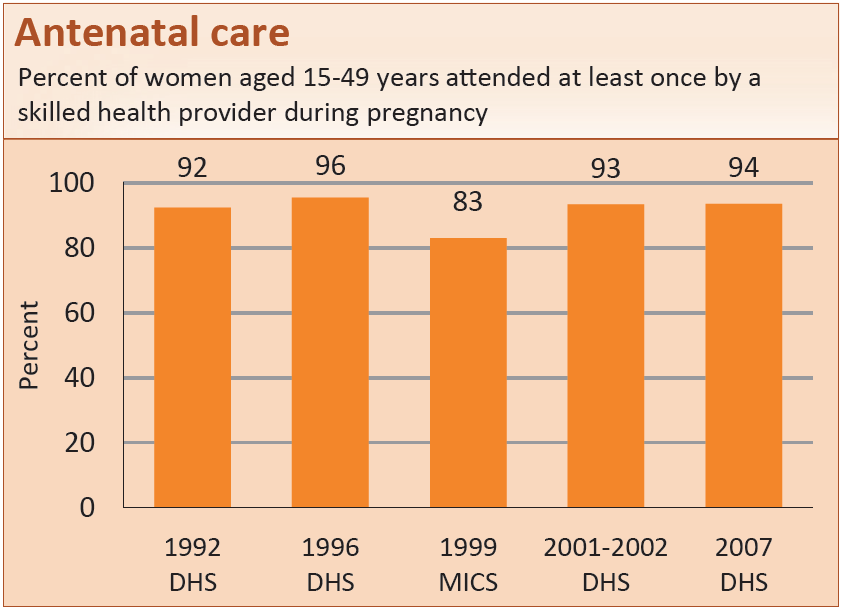 Antenatal care
Percent of women aged 15-49 years attended at least once by a
skilled health provider during pregnancy
92
96
83
93
94
100
80
60
40
20
0
Percent
1992
DHS
1996
DHS
1999
MICS
2001-2002
DHS
2007
DHS